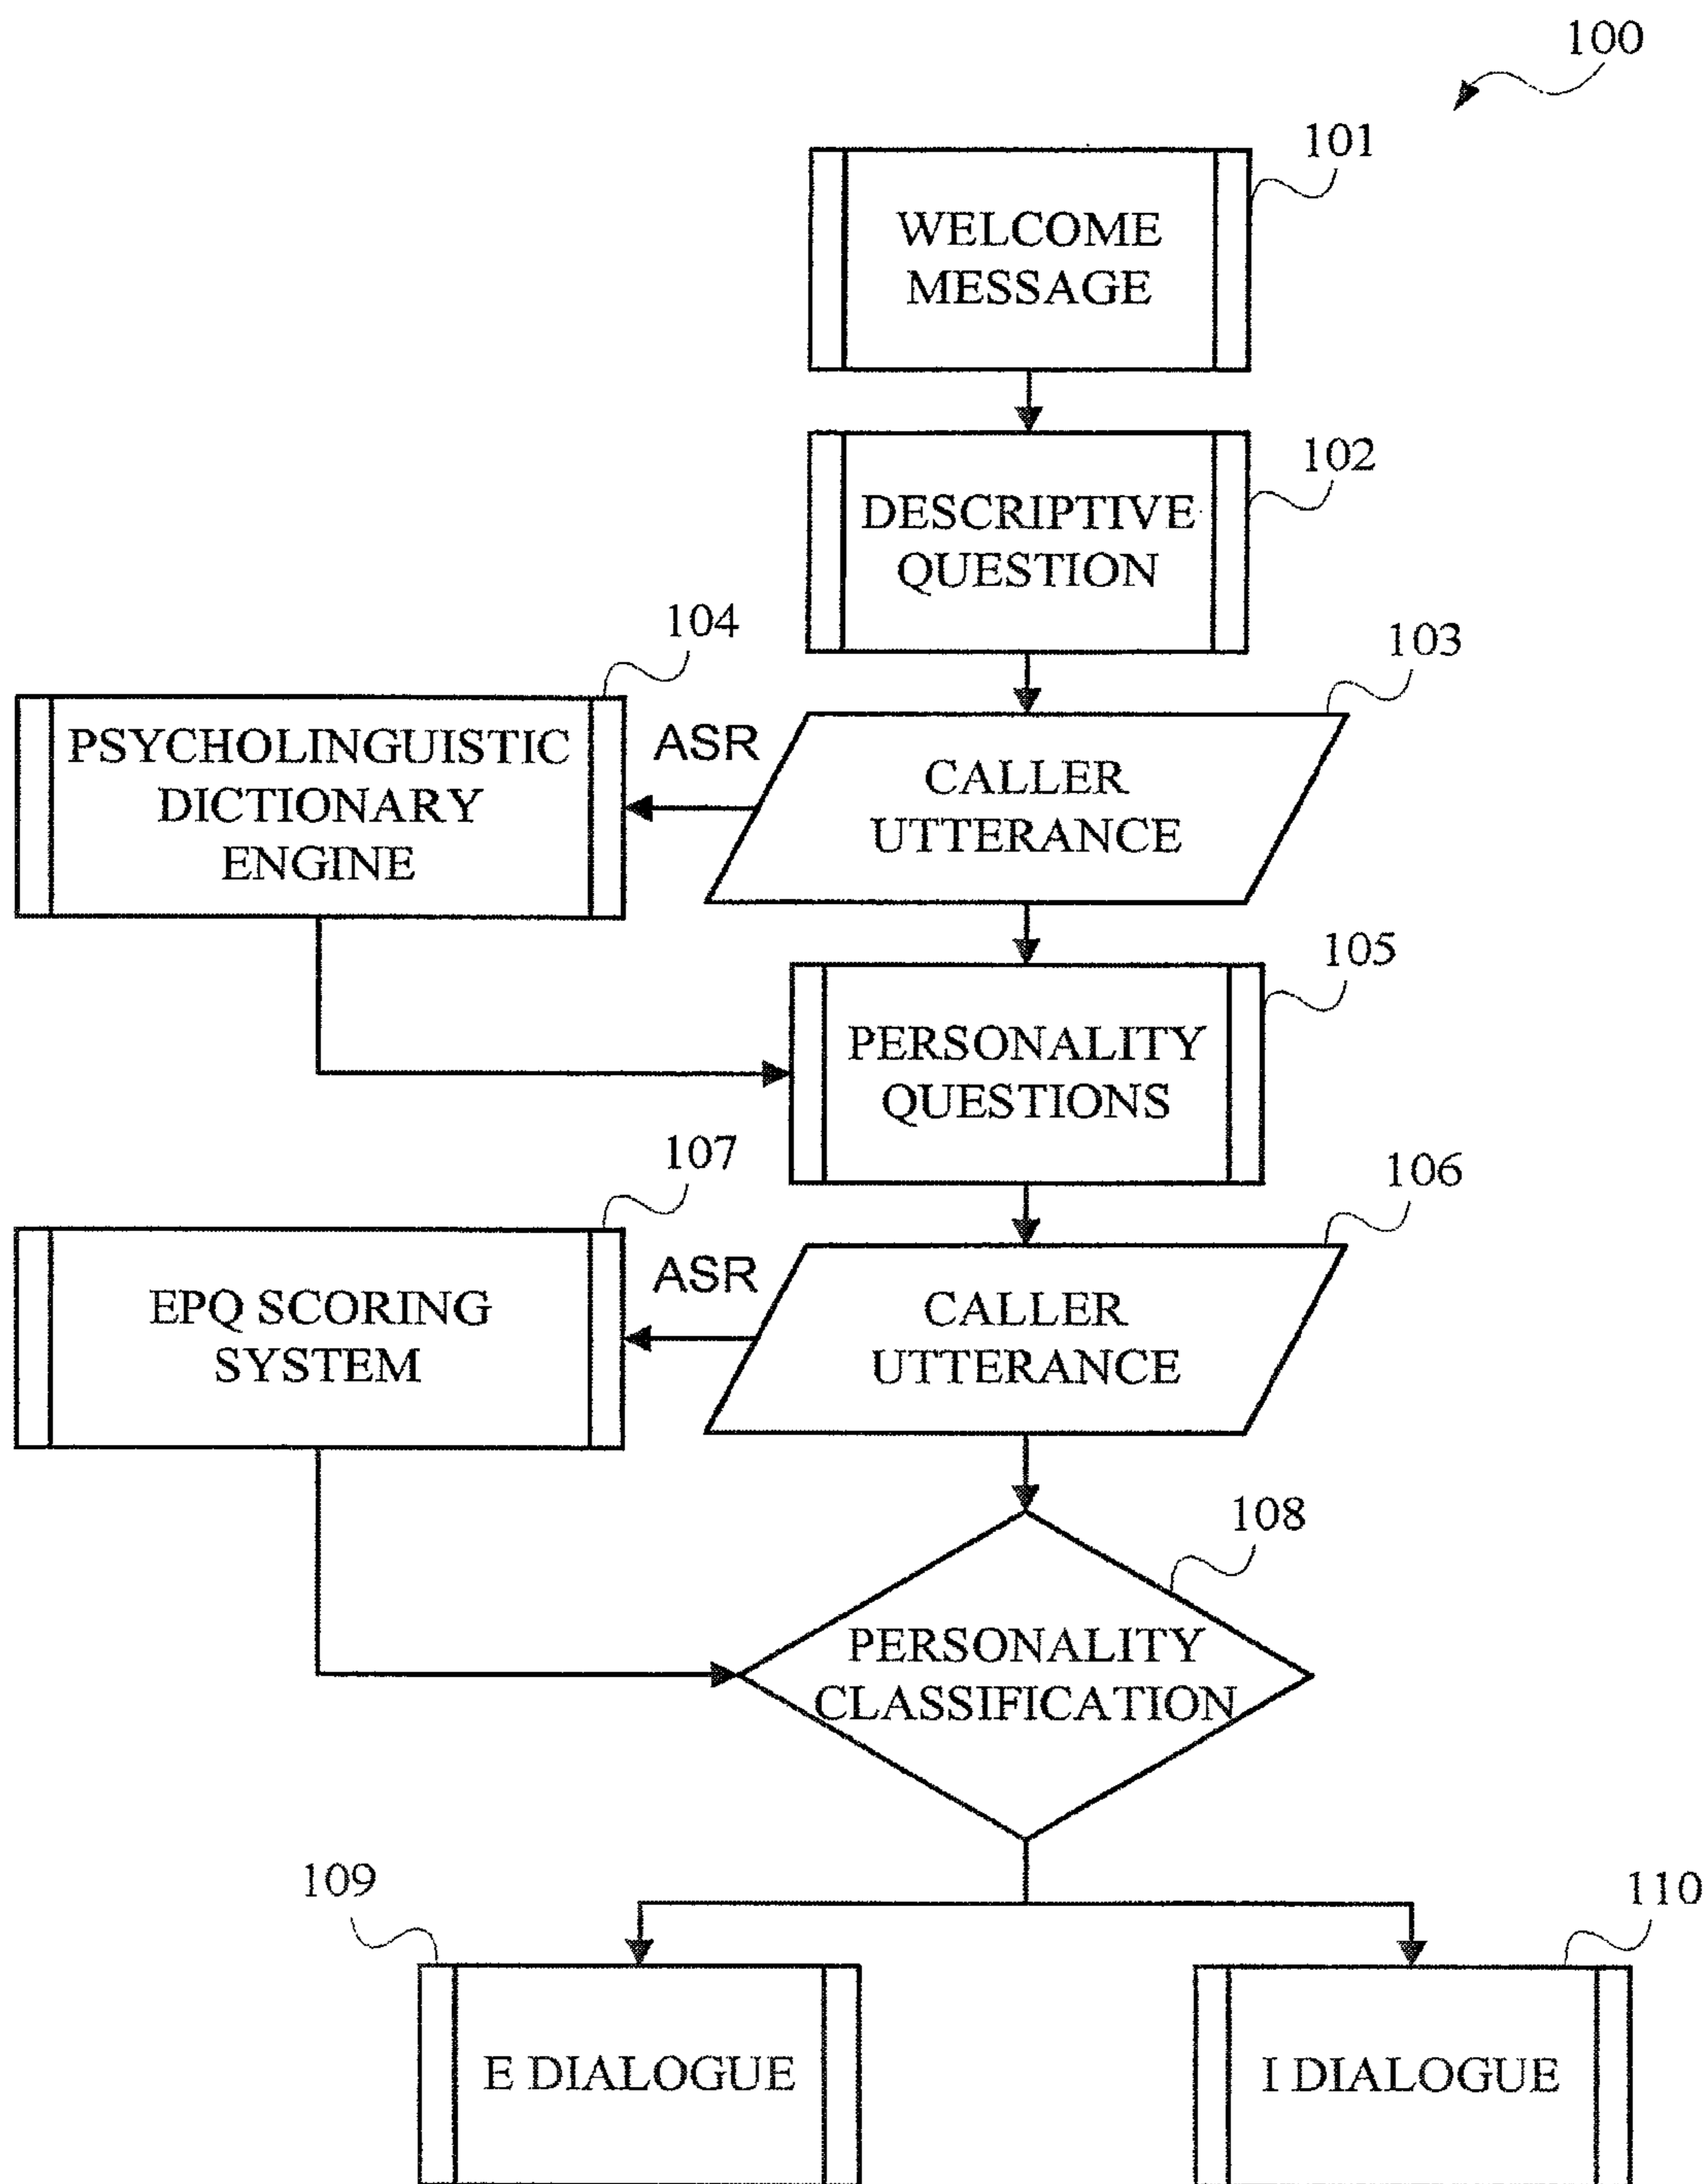 100
101
WELCOME
MESSAGE
102
DESCRIPTIVE
QUESTION
103
CALLER
UTTERANCE
ASR
104
PSYCHOLINGUISTIC
DICTIONARY
ENGINE
105
PERSONALITY
QUESTIONS
106
CALLER
UTTERANCE
ASR
107
EPQ SCORING
SYSTEM
108
PERSONALITY
CLASSIFICATION
109
E DIALOGUE
110
I DIALOGUE